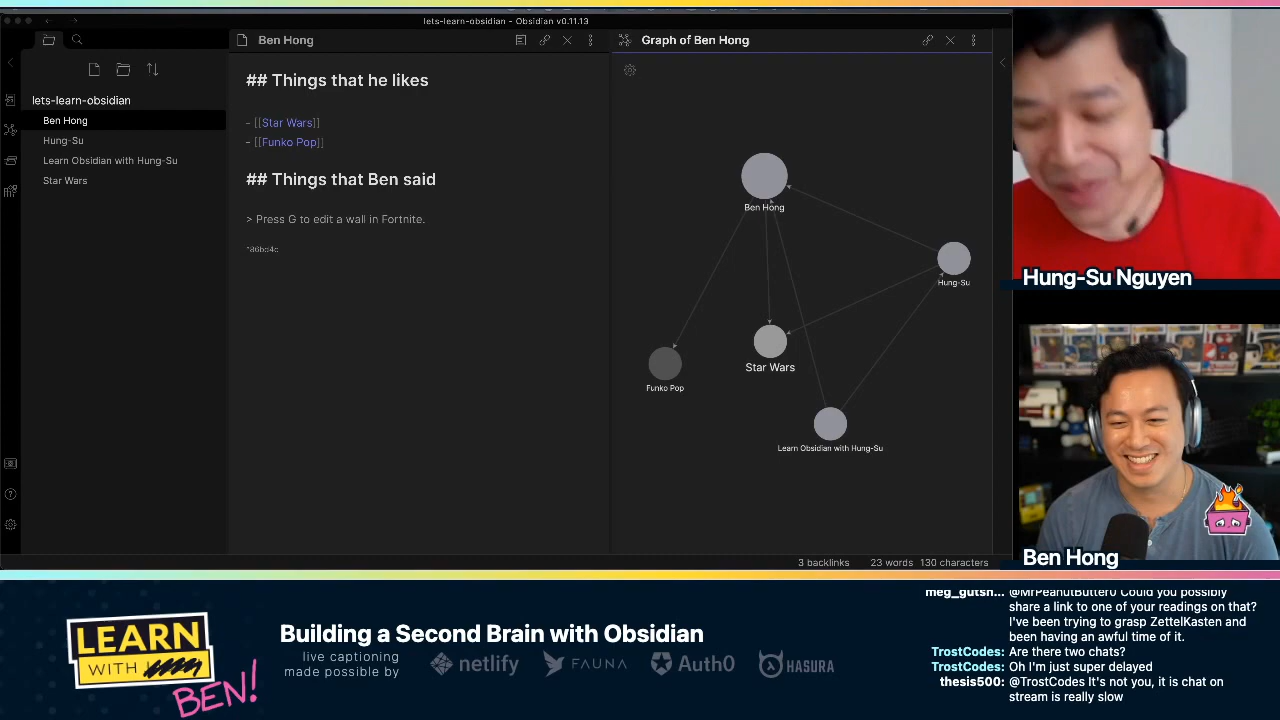 lets-learn-obsidian - Obsidian v0.11.13
Ben Hong
Graph of Ben Hong
lets-learn-obsidian
Ben Hong
Hung-Su
Learn Obsidian with Hung-Su
Star Wars
## Things that he likes
- [[Star Wars]]
- [[Funko Pop]]
## Things that Ben said
> Press G to edit a wall in Fortnite.
^86bd4c
Ben Hong
Hung-Su
Star Wars
Funko Pop
Learn Obsidian with Hung-Su
3 backlinks 23 words 130 characters
Hung-Su Nguyen
Ben Hong
LEARN
WITH
BEN!
Building a Second Brain with Obsidian
live captioning
made possible by
netlify
FAUNA
Auth0
HASURA
meg_gutsh... @MrPeanutButter0 Could you possibly
share a link to one of your readings on that?
I've been trying to grasp ZettelKasten and
been having an awful time of it.
TrostCodes: Are there two chats?
TrostCodes: Oh I'm just super delayed
thesis500: @TrostCodes It's not you, it is chat on
stream is really slow